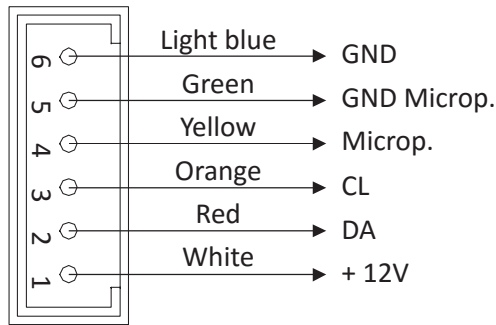 6 Light blue GND
5 Green GND Microp.
4 Yellow Microp.
3 Orange CL
2 Red DA
1 White + 12V